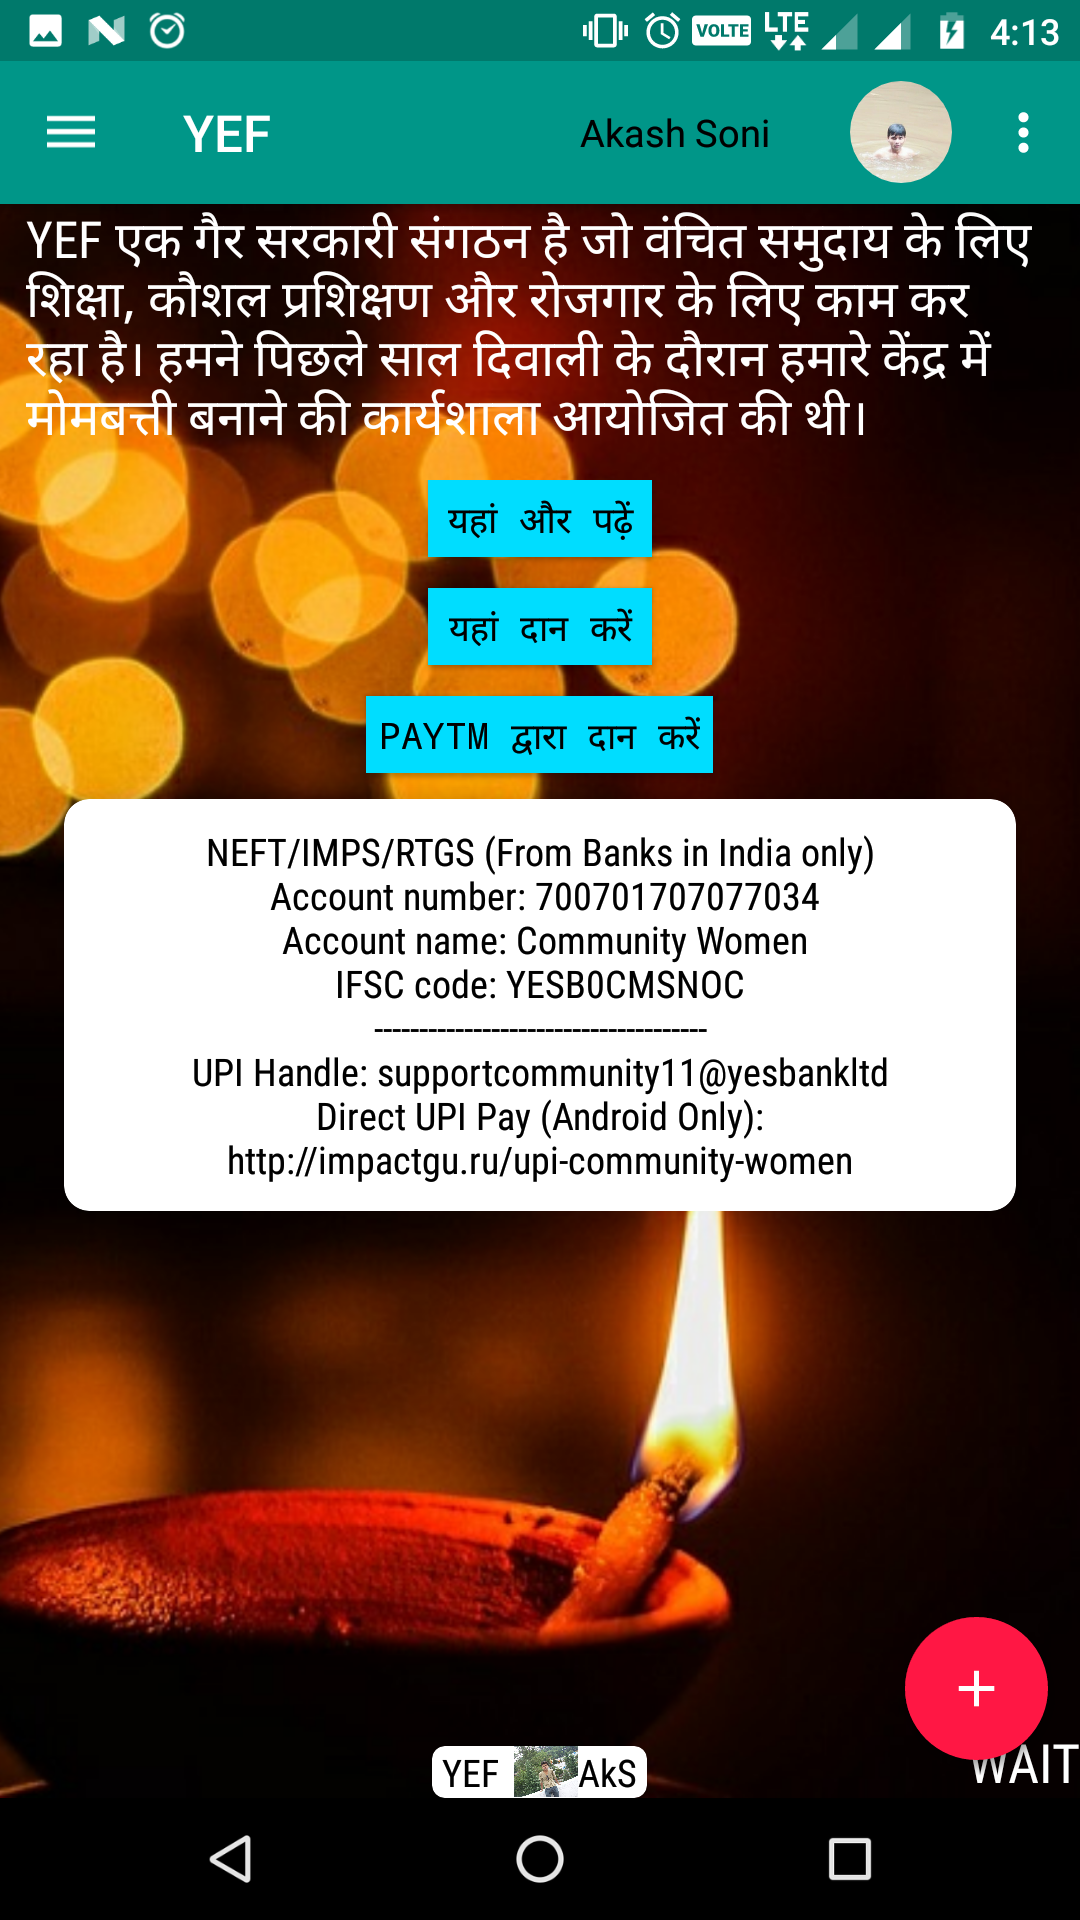 VOLTE LTE 4:13
YEF Akash Soni
YEF एक गैर सरकारी संगठन है जो वंचित समुदाय के लिए
शिक्षा, कौशल प्रशिक्षण और रोजगार के लिए काम कर
रहा है। हमने पिछले साल दिवाली के दौरान हमारे केंद्र में
मोमबत्ती बनाने की कार्यशाला आयोजित की थी।
यहां और पढ़ें
यहां दान करें
PAYTM द्वारा दान करें
NEFT/IMPS/RTGS (From Banks in India only)
Account number: 700701707077034
Account name: Community Women
IFSC code: YESB0CMSNOC
-------------------------------------
UPI Handle: supportcommunity11@yesbankltd
Direct UPI Pay (Android Only):
http://impactgu.ru/upi-community-women
WAIT
YEF AkS